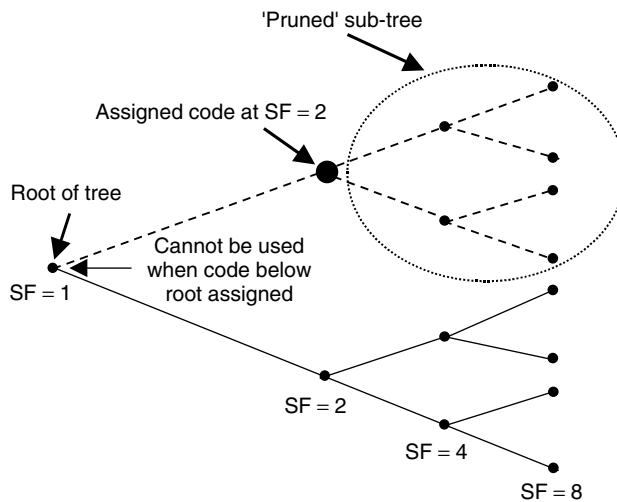 'Pruned' sub-tree
Assigned code at SF = 2
Root of tree
Cannot be used
when code below
root assigned
SF = 1
SF = 2
SF = 4
SF = 8